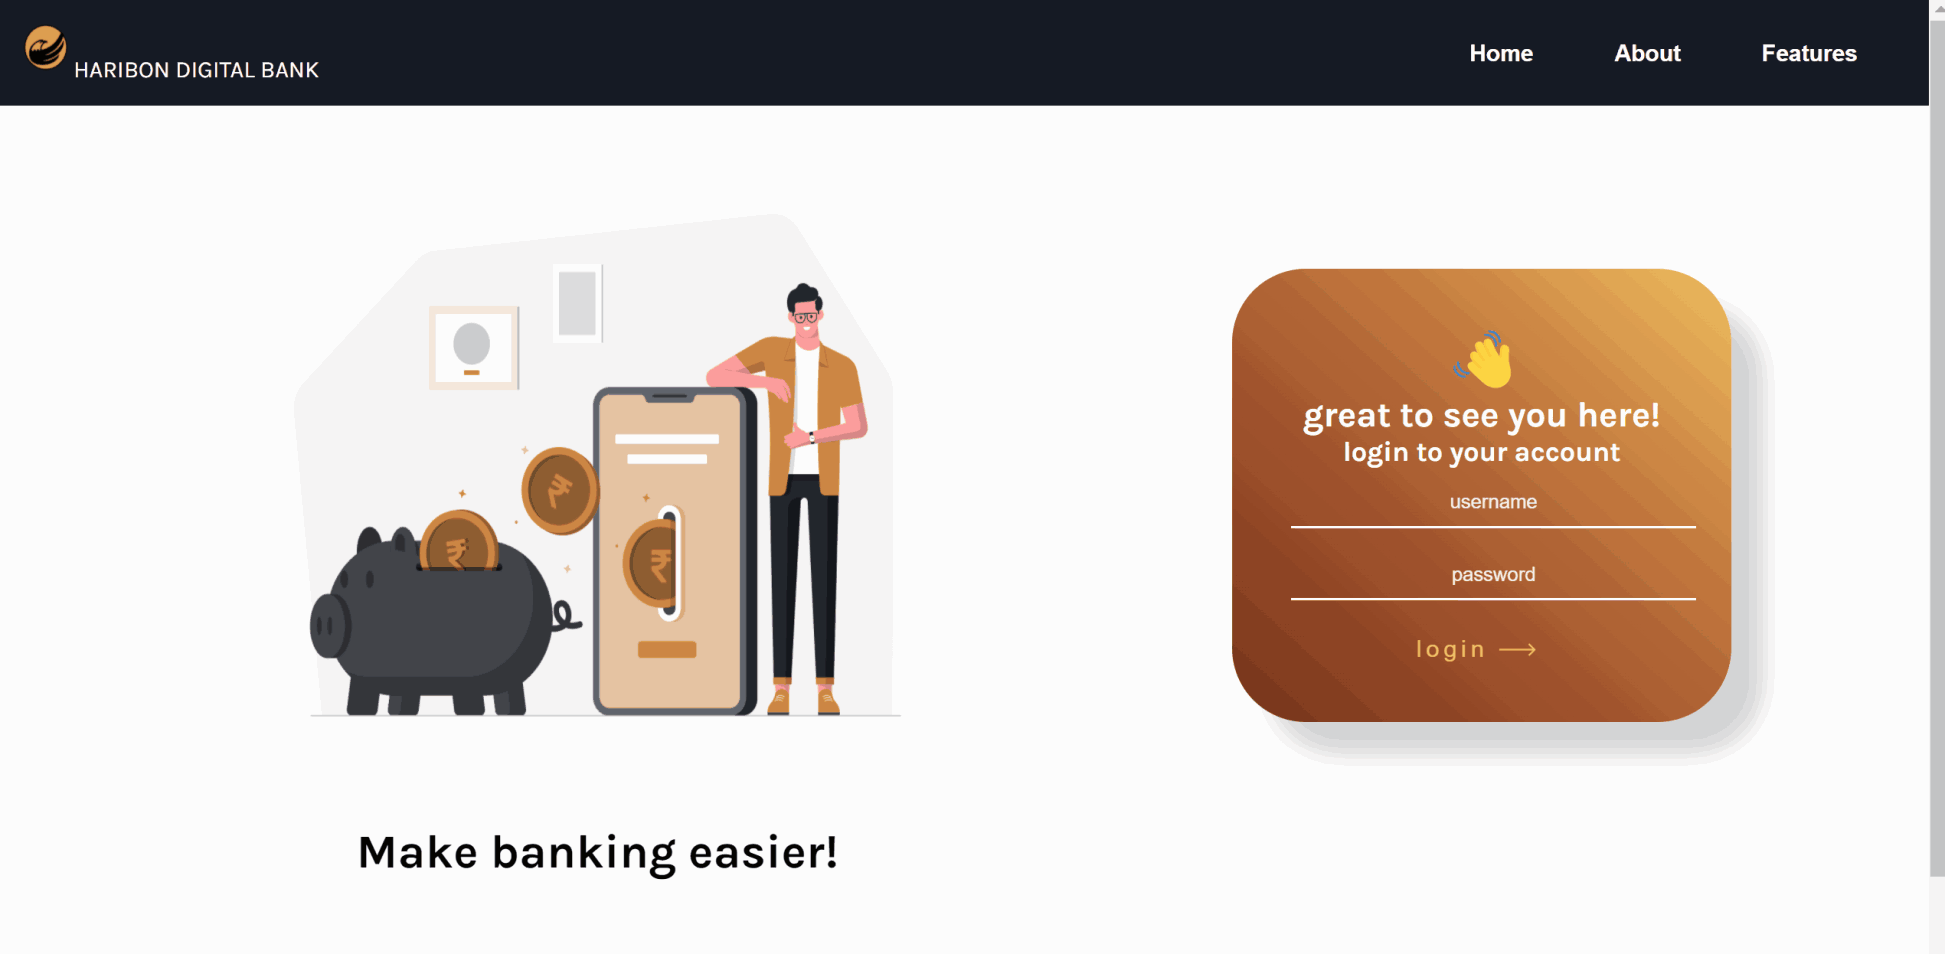 HARIBON DIGITAL BANK
Home
About
Features
₹
₹
₹
great to see you here!
login to your account
username
password
login
Make banking easier!